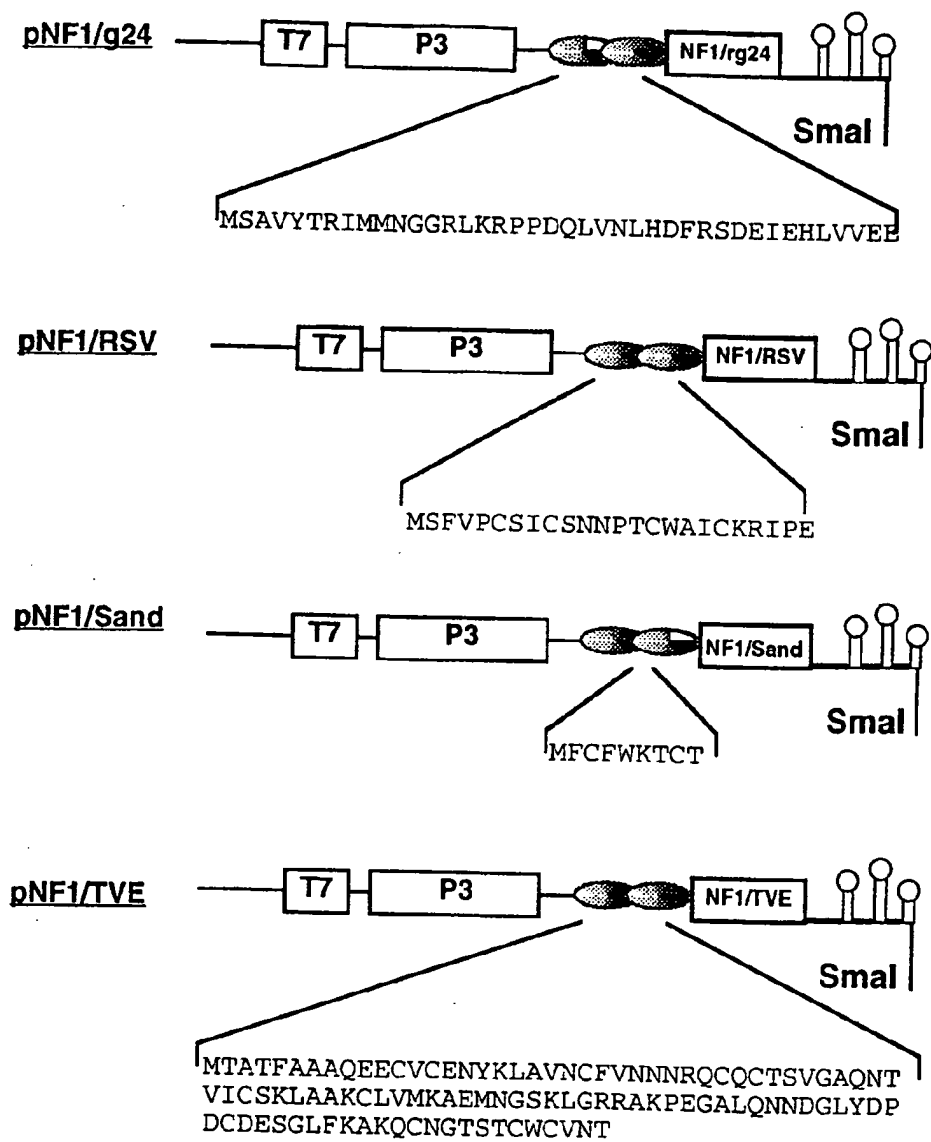 pNF1/g24
T7
P3
NF1/rg24
SmaI
MSAVYTRIMMNGGRLKRPPDQLVNLHDFRSDEIEHLVVEE
pNF1/RSV
T7
P3
NF1/RSV
SmaI
MSFVPCSICSNNPTCWAICKRIPE
pNF1/Sand
T7
P3
NF1/Sand
SmaI
MFCFWKTCT
pNF1/TVE
T7
P3
NF1/TVE
SmaI
MTATFAAAQEECVCENYKLAVNCFVNNNRQCQCTSVGAQNT
VICSKLAAKCLVMKAEMNGSKLGRRAKPEGALQNNDGLYDP
DCDESGLFKAKQCNGTSTCWCVNT